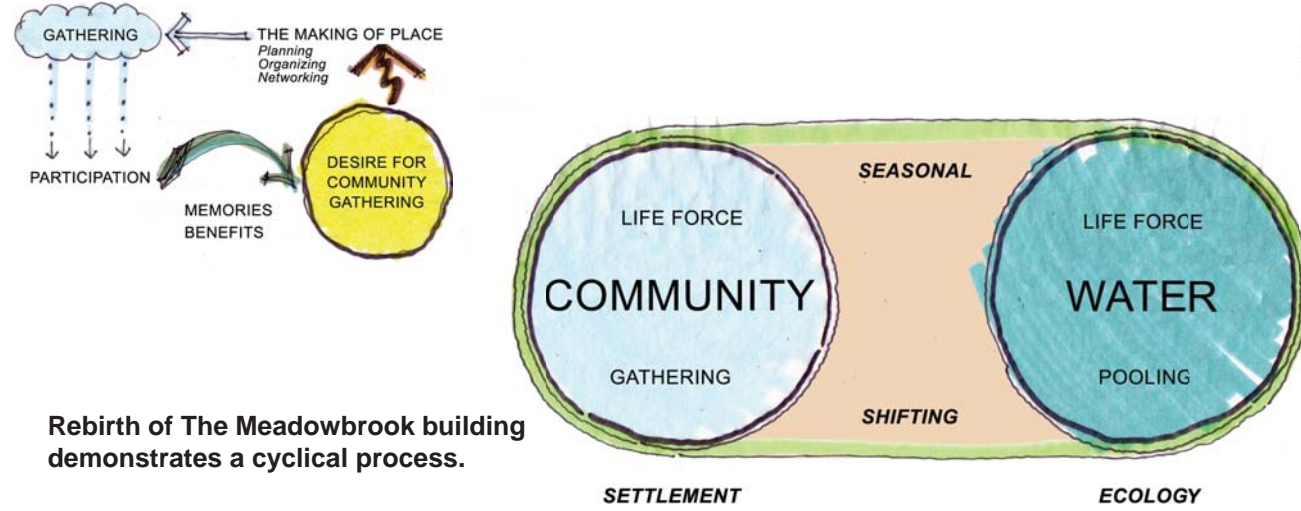 GATHERING
THE MAKING OF PLACE
Planning
Organizing
Networking
PARTICIPATION
MEMORIES
BENEFITS
DESIRE FOR
COMMUNITY
GATHERING
SEASONAL
LIFE FORCE
COMMUNITY
GATHERING
LIFE FORCE
WATER
POOLING
SHIFTING
SETTLEMENT
ECOLOGY
Rebirth of The Meadowbrook building
demonstrates a cyclical process.